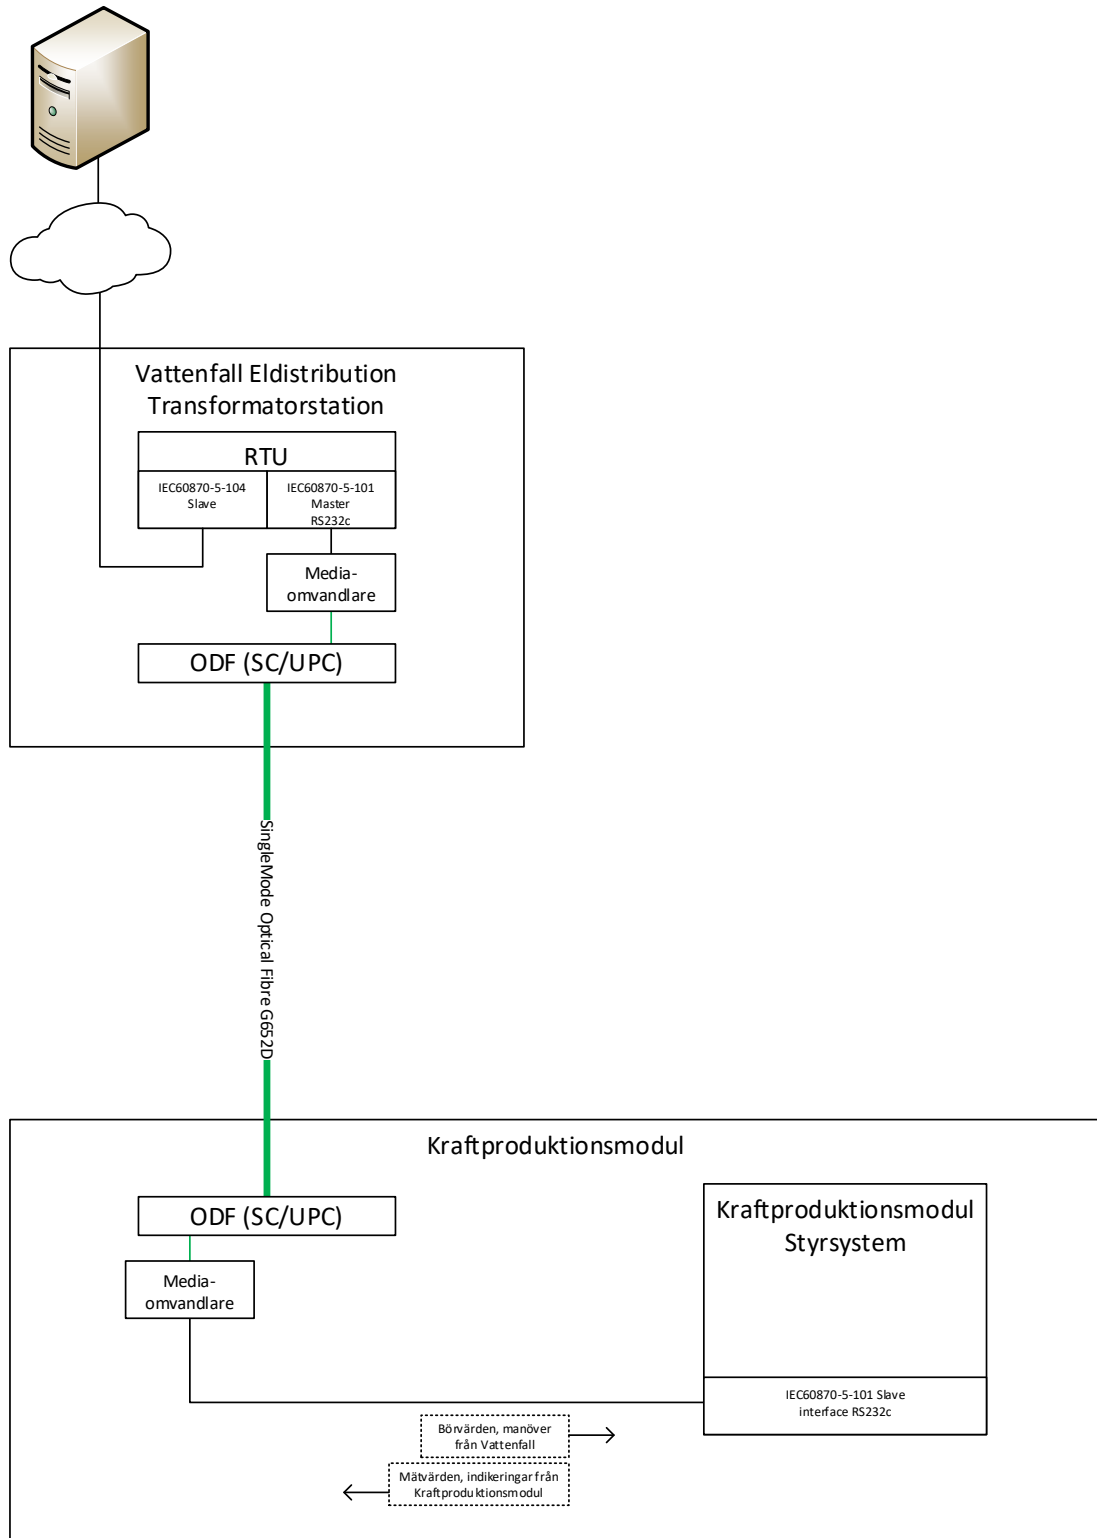 Vattenfall Eldistribution
Transformatorstation
RTU
IEC60870-5-104
Slave
IEC60870-5-101
Master
RS232c
Media-
omvandlare
ODF (SC/UPC)
SingleMode Optical Fibre G652D
Kraftproduktionsmodul
ODF (SC/UPC)
Media-
omvandlare
Kraftproduktionsmodul
Styrsystem
IEC60870-5-101 Slave
interface RS232c
Börvärden, manöver
från Vattenfall
Mätvärden, indikeringar från
Kraftproduktionsmodul